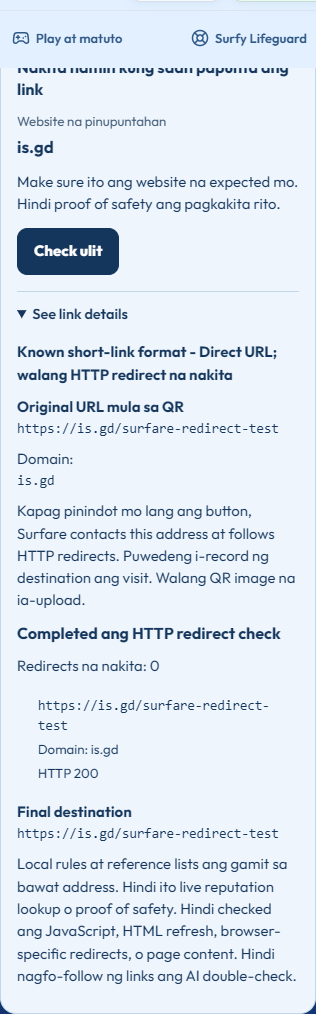 Play at matuto
Surfy Lifeguard
Nakita namin kung saan papunta ang
link
Website na pinupuntahan
is.gd
Make sure ito ang website na expected mo.
Hindi proof of safety ang pagkakita rito.
Check ulit
▼ See link details
Known short-link format - Direct URL;
walang HTTP redirect na nakita
Original URL mula sa QR
https://is.gd/surfare-redirect-test
Domain:
is.gd
Kapag pinindot mo lang ang button,
Surfare contacts this address at follows
HTTP redirects. Puwedeng i-record ng
destination ang visit. Walang QR image na
ia-upload.
Completed ang HTTP redirect check
Redirects na nakita: 0
https://is.gd/surfare-redirect-
test
Domain: is.gd
HTTP 200
Final destination
https://is.gd/surfare-redirect-test
Local rules at reference lists ang gamit sa
bawat address. Hindi ito live reputation
lookup o proof of safety. Hindi checked
ang JavaScript, HTML refresh, browser-
specific redirects, o page content. Hindi
nagfo-follow ng links ang AI double-check.